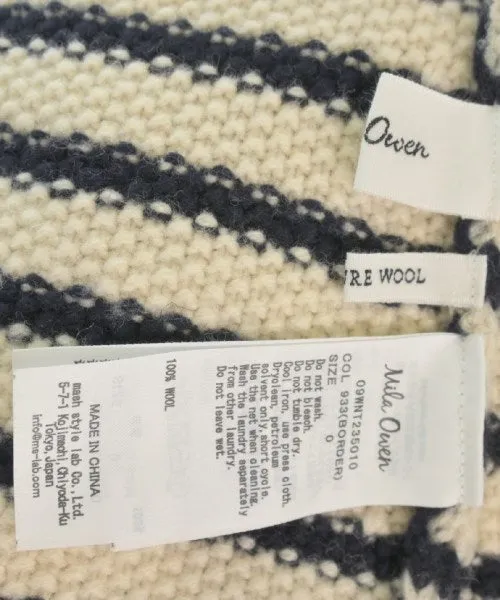 Owen
RE WOOL
Mila Owen
09WNT235010
COL 933(BORDER)
SIZE 0
Do not wash.
Do not bleach.
Do not tumble dry.
Cool iron, use press cloth.
Dryclean, petroleum
solvent only, short cycle.
Use the net when cleaning.
Wash the laundry separately
from other laundry.
Do not leave wet.
100% WOOL
MADE IN CHINA
mash style lab Co.,Ltd.
5-7-1 Kojimachi, Chiyoda-Ku
Tokyo, Japan
info@ms-lab.com